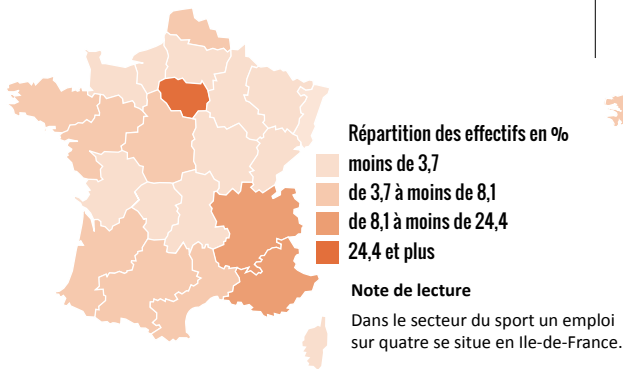 Répartition des effectifs en %
moins de 3,7
de 3,7 à moins de 8,1
de 8,1 à moins de 24,4
24,4 et plus
Note de lecture
Dans le secteur du sport un emploi
sur quatre se situe en Ile-de-France.